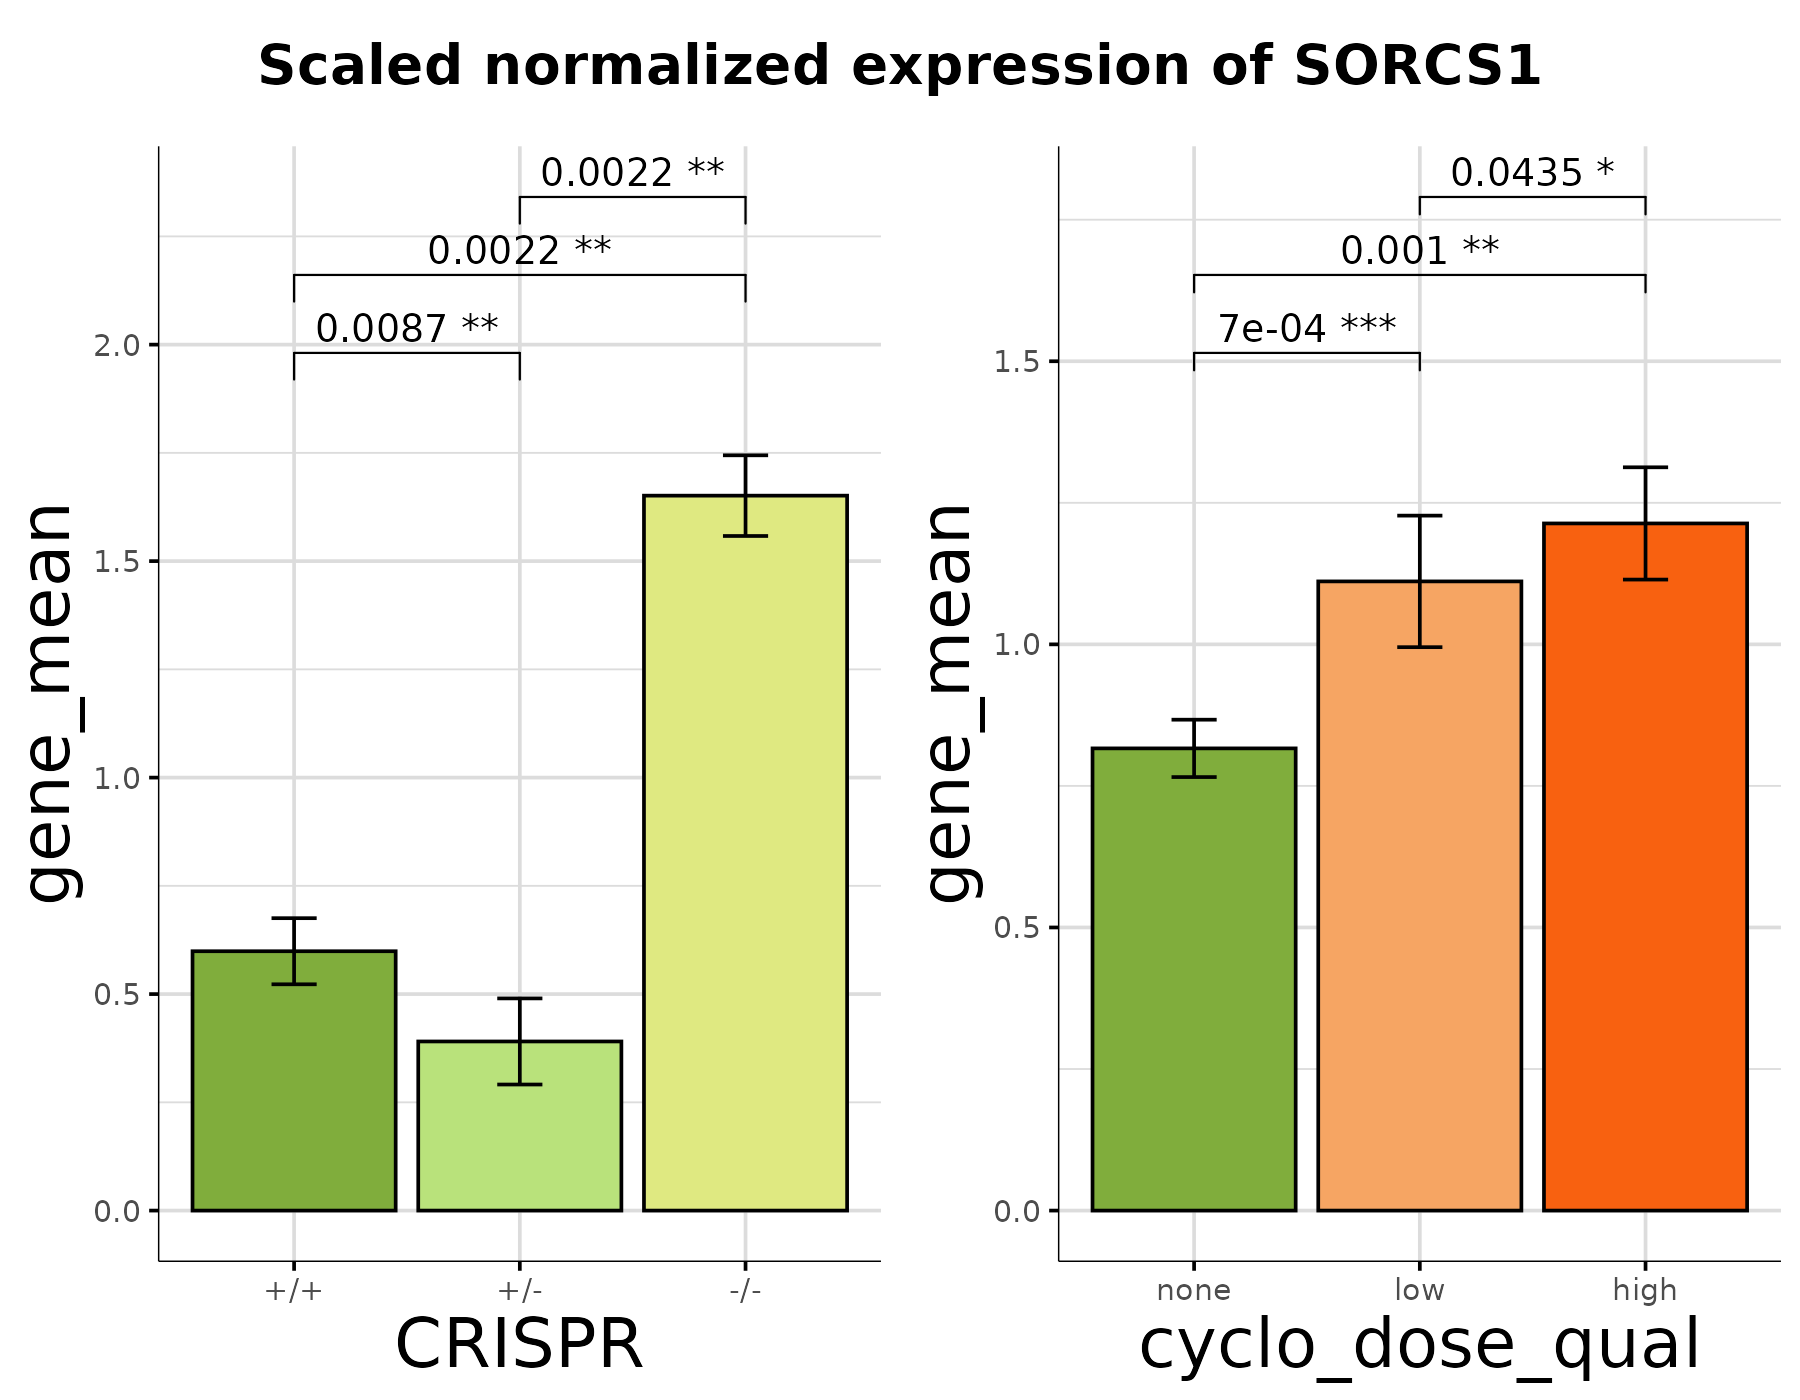 Scaled normalized expression of SORCS1
0.0022 **
0.0022 **
0.0087 **
2.0
1.5
1.0
0.5
0.0
gene_mean
+/+
+/-
-/-
CRISPR
0.0435 *
0.001 **
7e-04 ***
1.5
1.0
0.5
0.0
gene_mean
none
low
high
cyclo_dose_qual